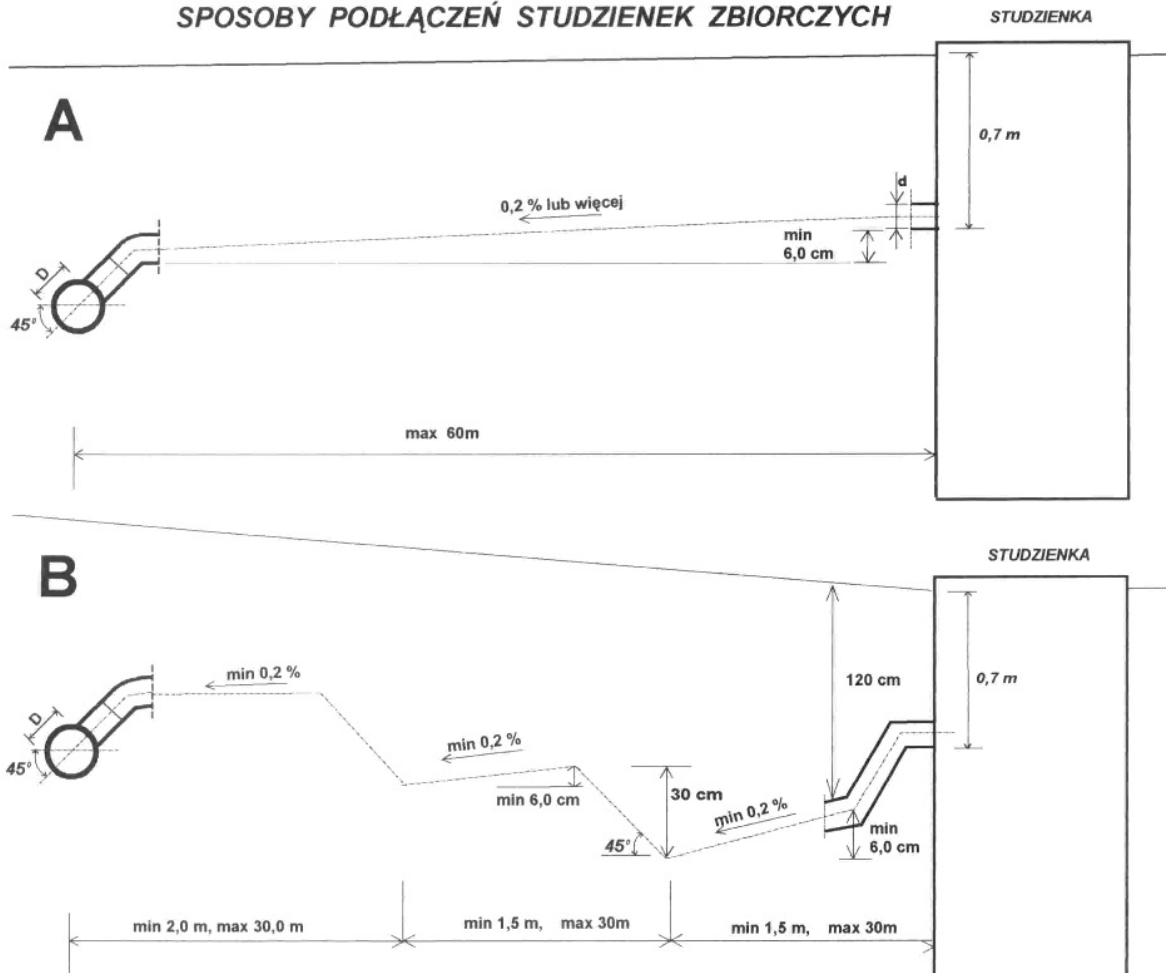 SPOSOBY PODŁĄCZEŃ STUDZIENEK ZBIORCZYCH
STUDZIENKA
A
0,7 m
d
0,2 % lub więcej
min
6,0 cm
D
45°
max 60m
STUDZIENKA
B
min 0,2 %
120 cm
0,7 m
D
45°
min 0,2 %
min 6,0 cm
30 cm
min 0,2 %
45°
min
6,0 cm
min 2,0 m, max 30,0 m
min 1,5 m, max 30m
min 1,5 m, max 30m